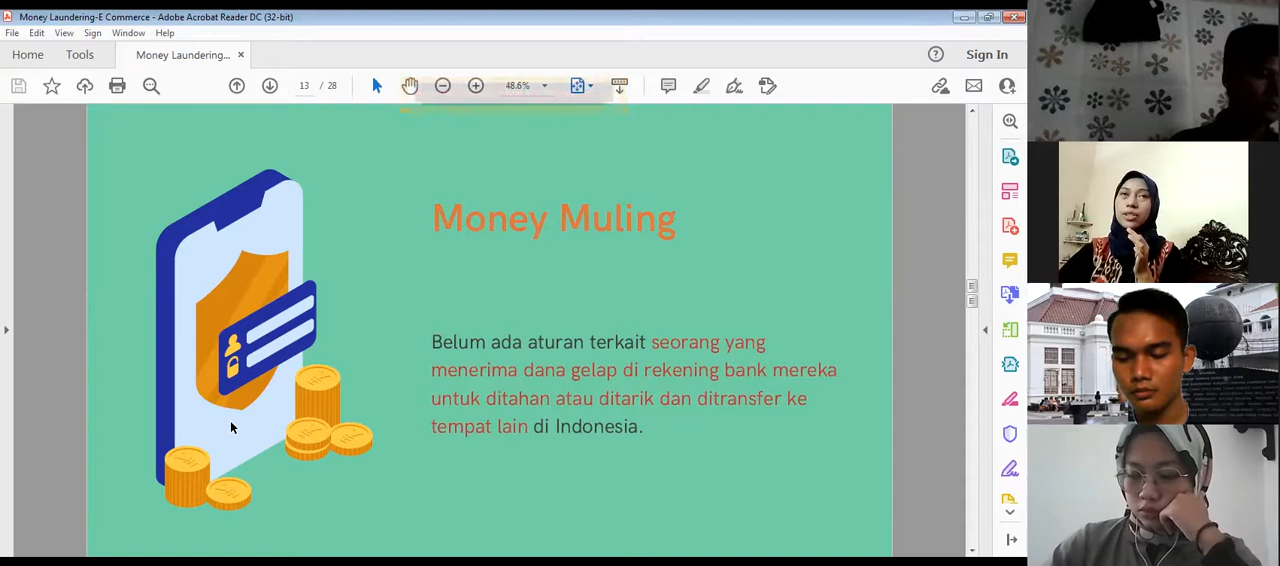 Money Laundering-E Commerce - Adobe Acrobat Reader DC (32-bit)
File Edit View Sign Window Help
Home Tools Money Laundering... × Sign In
13 / 28 48.6%
Money Muling
Belum ada aturan terkait seorang yang
menerima dana gelap di rekening bank mereka
untuk ditahan atau ditarik dan ditransfer ke
tempat lain di Indonesia.